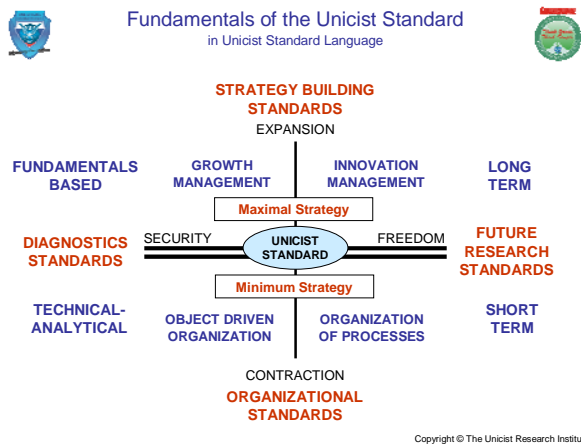 Fundamentals of the Unicist Standard
in Unicist Standard Language
STRATEGY BUILDING
STANDARDS
EXPANSION
FUNDAMENTALS
BASED
GROWTH
MANAGEMENT
INNOVATION
MANAGEMENT
LONG
TERM
Maximal Strategy
DIAGNOSTICS
STANDARDS
SECURITY
UNICIST
STANDARD
FREEDOM
FUTURE
RESEARCH
STANDARDS
Minimum Strategy
TECHNICAL-
ANALYTICAL
OBJECT DRIVEN
ORGANIZATION
ORGANIZATION
OF PROCESSES
SHORT
TERM
CONTRACTION
ORGANIZATIONAL
STANDARDS
Copyright © The Unicist Research Institu